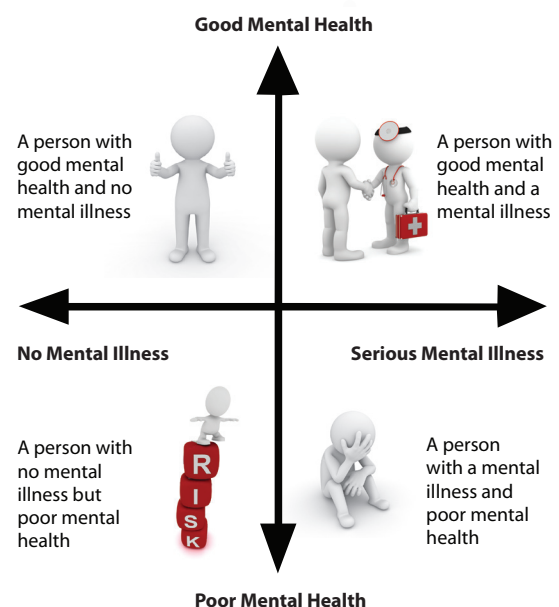 Good Mental Health
A person with
good mental
health and no
mental illness
A person with
good mental
health and a
mental illness
No Mental Illness
Serious Mental Illness
A person with
no mental
illness but
poor mental
health
R
I
S
K
A person
with a mental
illness and
poor mental
health
Poor Mental Health